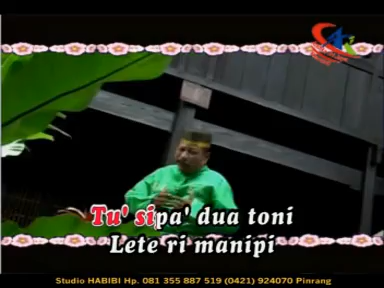 Tu' sipa' dua toni
Lete ri manipi
Studio HABIBI Hp. 081 355 887 519 (0421) 924070 Pinrang